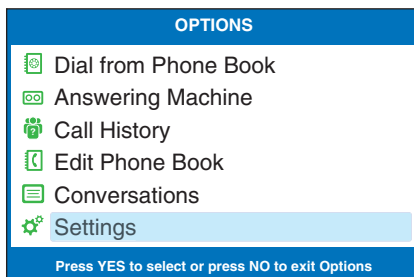 OPTIONS
Dial from Phone Book
Answering Machine
Call History
Edit Phone Book
Conversations
Settings
Press YES to select or press NO to exit Options